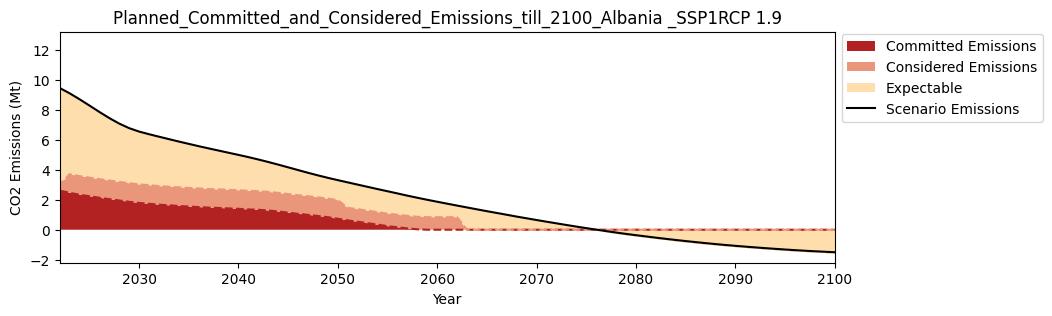 Planned_Committed_and_Considered_Emissions_till_2100_Albania _SSP1RCP 1.9
CO2 Emissions (Mt)
12
10
8
6
4
2
0
−2
2030 2040 2050 2060 2070 2080 2090 2100
Year
Committed Emissions
Considered Emissions
Expectable
Scenario Emissions